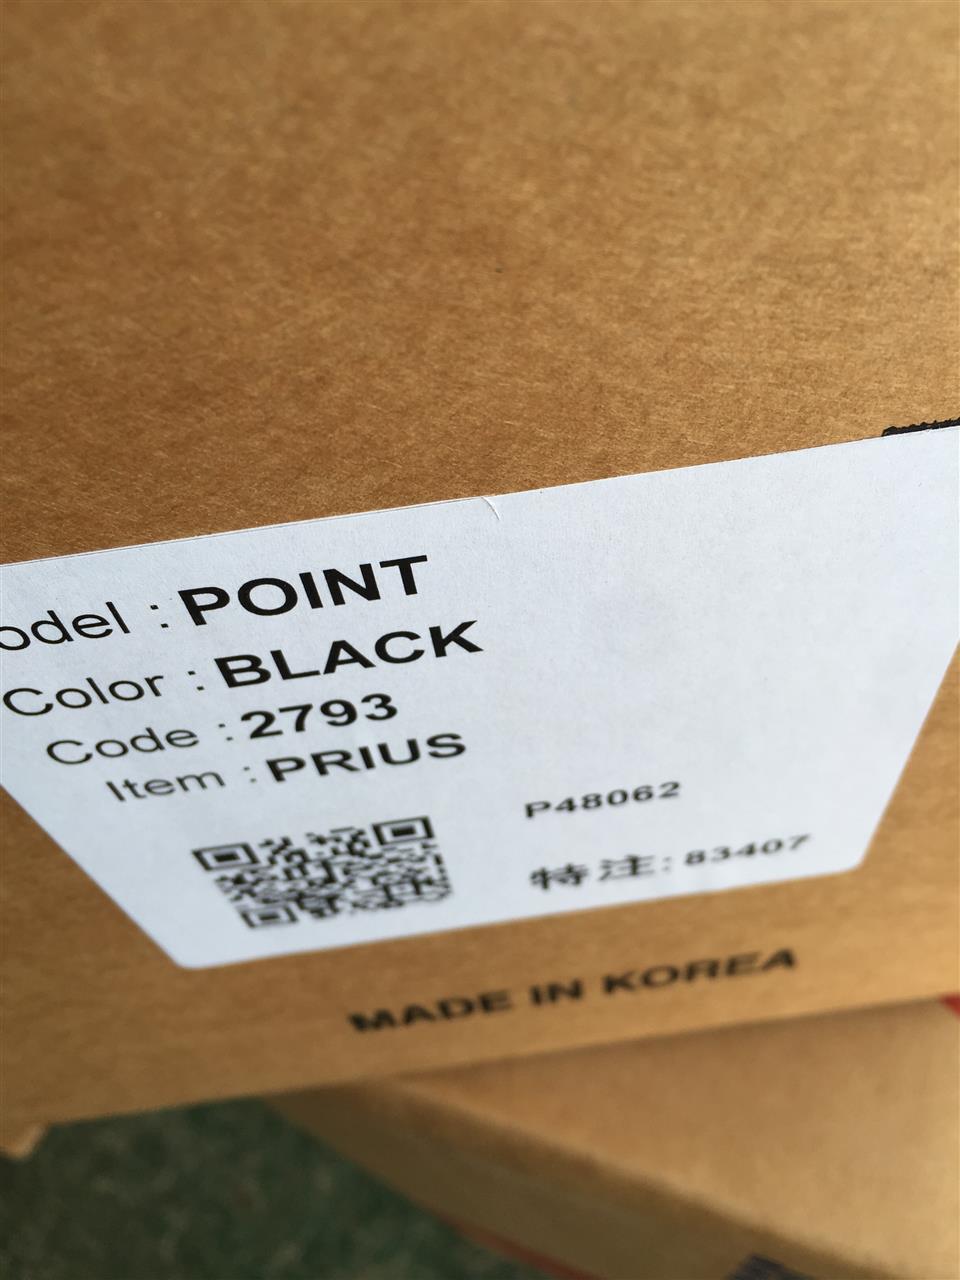 odel : POINT
Color : BLACK
Code : 2793
Item : PRIUS
P48062
特注: 83407
MADE IN KOREA